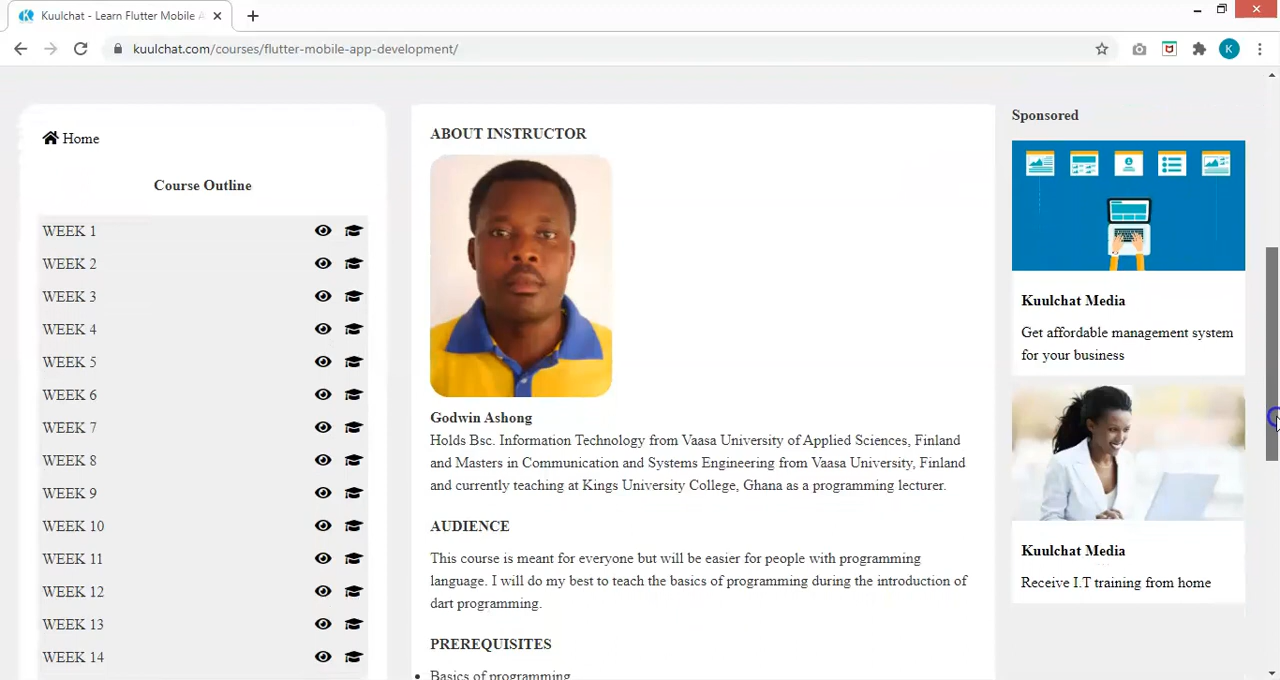 Kuulchat - Learn Flutter Mobile A
kuulchat.com/courses/flutter-mobile-app-development/
K
Home
Course Outline
WEEK 1
WEEK 2
WEEK 3
WEEK 4
WEEK 5
WEEK 6
WEEK 7
WEEK 8
WEEK 9
WEEK 10
WEEK 11
WEEK 12
WEEK 13
WEEK 14
ABOUT INSTRUCTOR
Godwin Ashong
Holds Bsc. Information Technology from Vaasa University of Applied Sciences, Finland
and Masters in Communication and Systems Engineering from Vaasa University, Finland
and currently teaching at Kings University College, Ghana as a programming lecturer.
AUDIENCE
This course is meant for everyone but will be easier for people with programming
language. I will do my best to teach the basics of programming during the introduction of
dart programming.
PREREQUISITES
Basics of programming
Sponsored
Kuulchat Media
Get affordable management system
for your business
Kuulchat Media
Receive I.T training from home